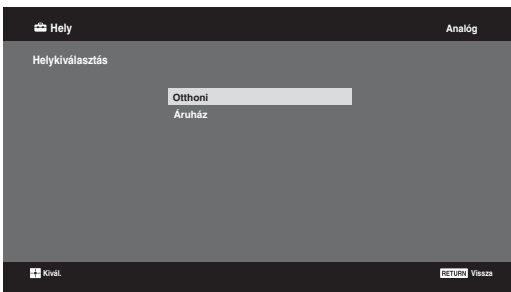 Hely Analóg
Helykiválasztás
Otthoni
Áruház
Kivál. RETURN Vissza